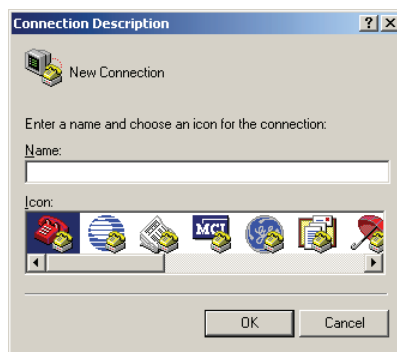 Connection Description
New Connection
Enter a name and choose an icon for the connection:
Name:
Icon:
MCI
OK
Cancel